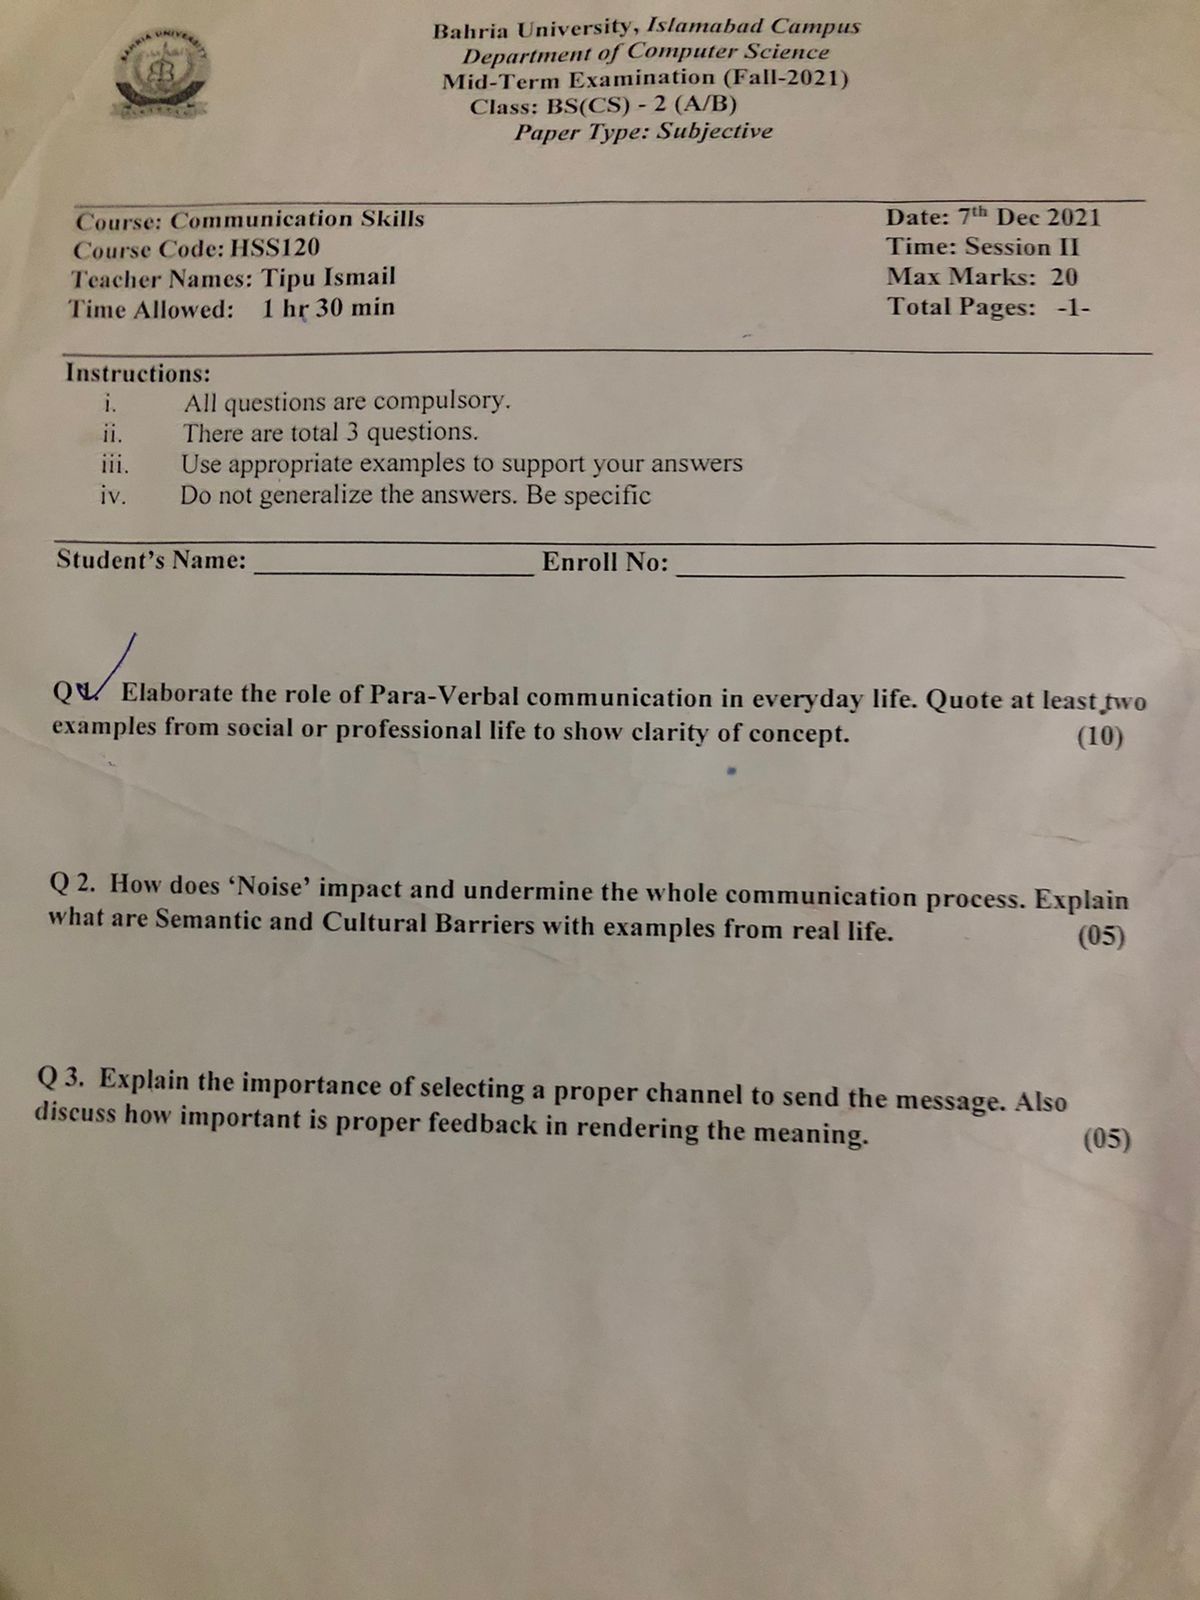 BAHRIA UNIVERSITY
Bahria University, Islamabad Campus
Department of Computer Science
Mid-Term Examination (Fall-2021)
Class: BS(CS) - 2 (A/B)
Paper Type: Subjective
Course: Communication Skills
Course Code: HSS120
Teacher Names: Tipu Ismail
Time Allowed: 1 hr 30 min
Date: 7th Dec 2021
Time: Session II
Max Marks: 20
Total Pages: -1-
Instructions:
i. All questions are compulsory.
ii. There are total 3 questions.
iii. Use appropriate examples to support your answers
iv. Do not generalize the answers. Be specific
Student's Name: Enroll No:
Q 1. Elaborate the role of Para-Verbal communication in everyday life. Quote at least two
examples from social or professional life to show clarity of concept. (10)
Q 2. How does ‘Noise’ impact and undermine the whole communication process. Explain
what are Semantic and Cultural Barriers with examples from real life. (05)
Q 3. Explain the importance of selecting a proper channel to send the message. Also
discuss how important is proper feedback in rendering the meaning. (05)